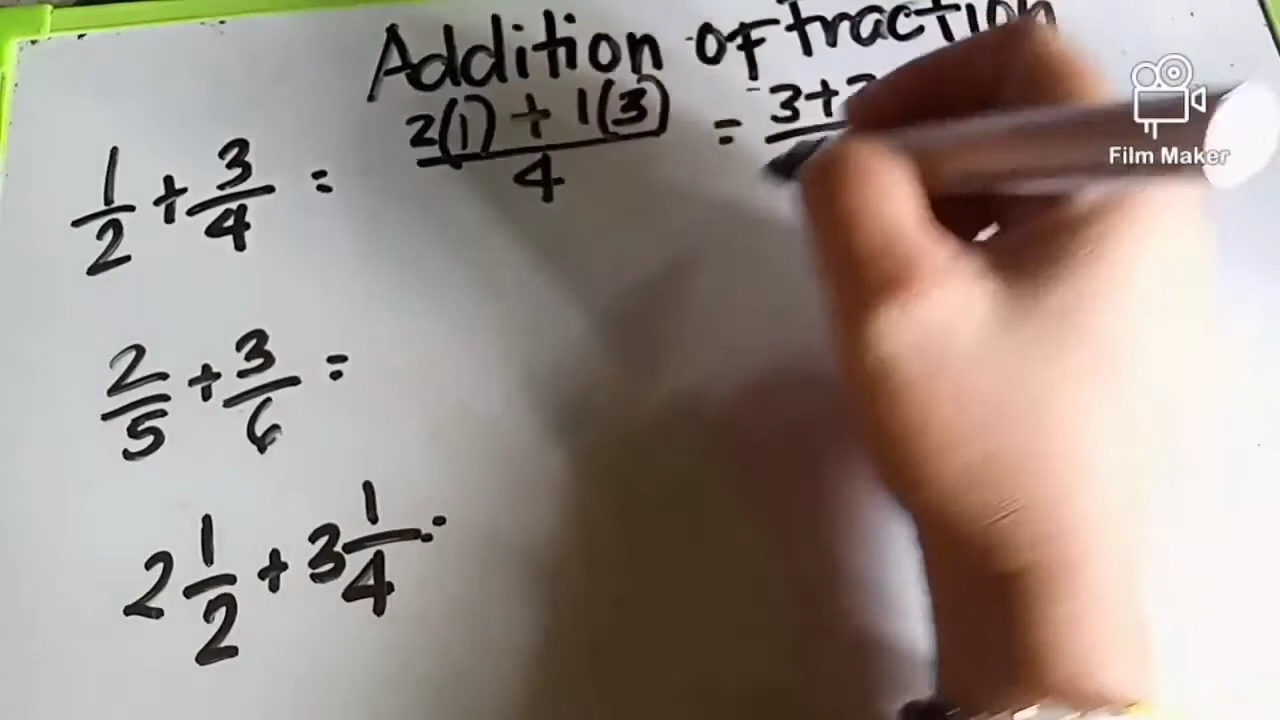 Addition of fraction
1/2 + 3/4 = 2(1) + 1(3)/4 = 3+
2/5 + 3/6 =
2 1/2 + 3 1/4 =
Film Maker